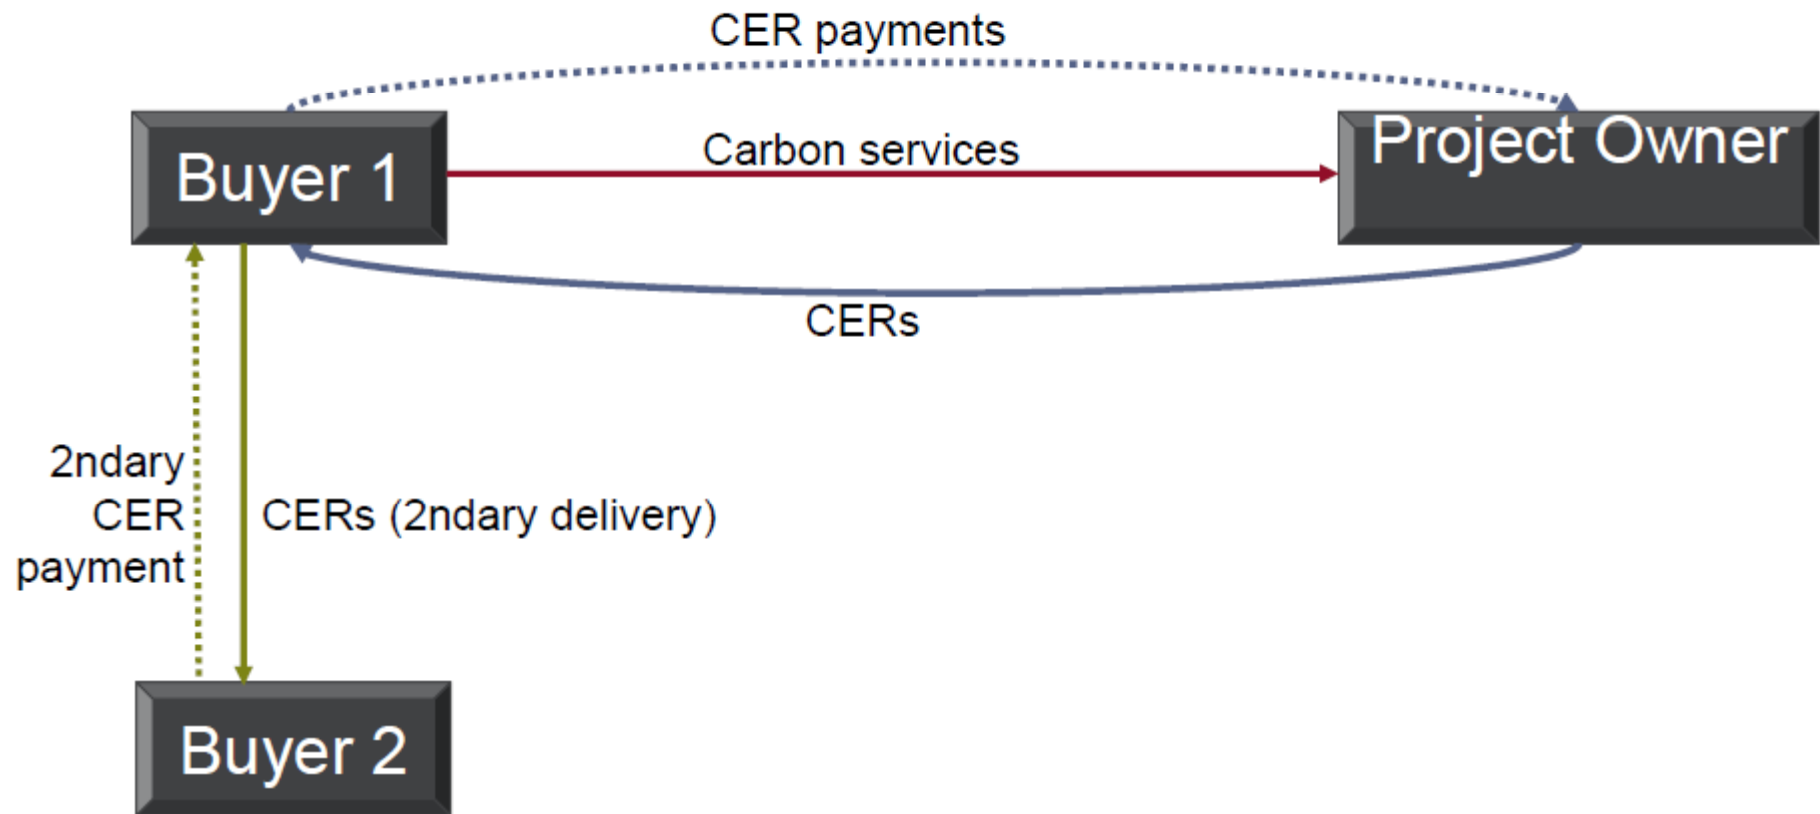 CER payments
Buyer 1
Carbon services
Project Owner
CERs
2ndary
CER
payment
CERs (2ndary delivery)
Buyer 2